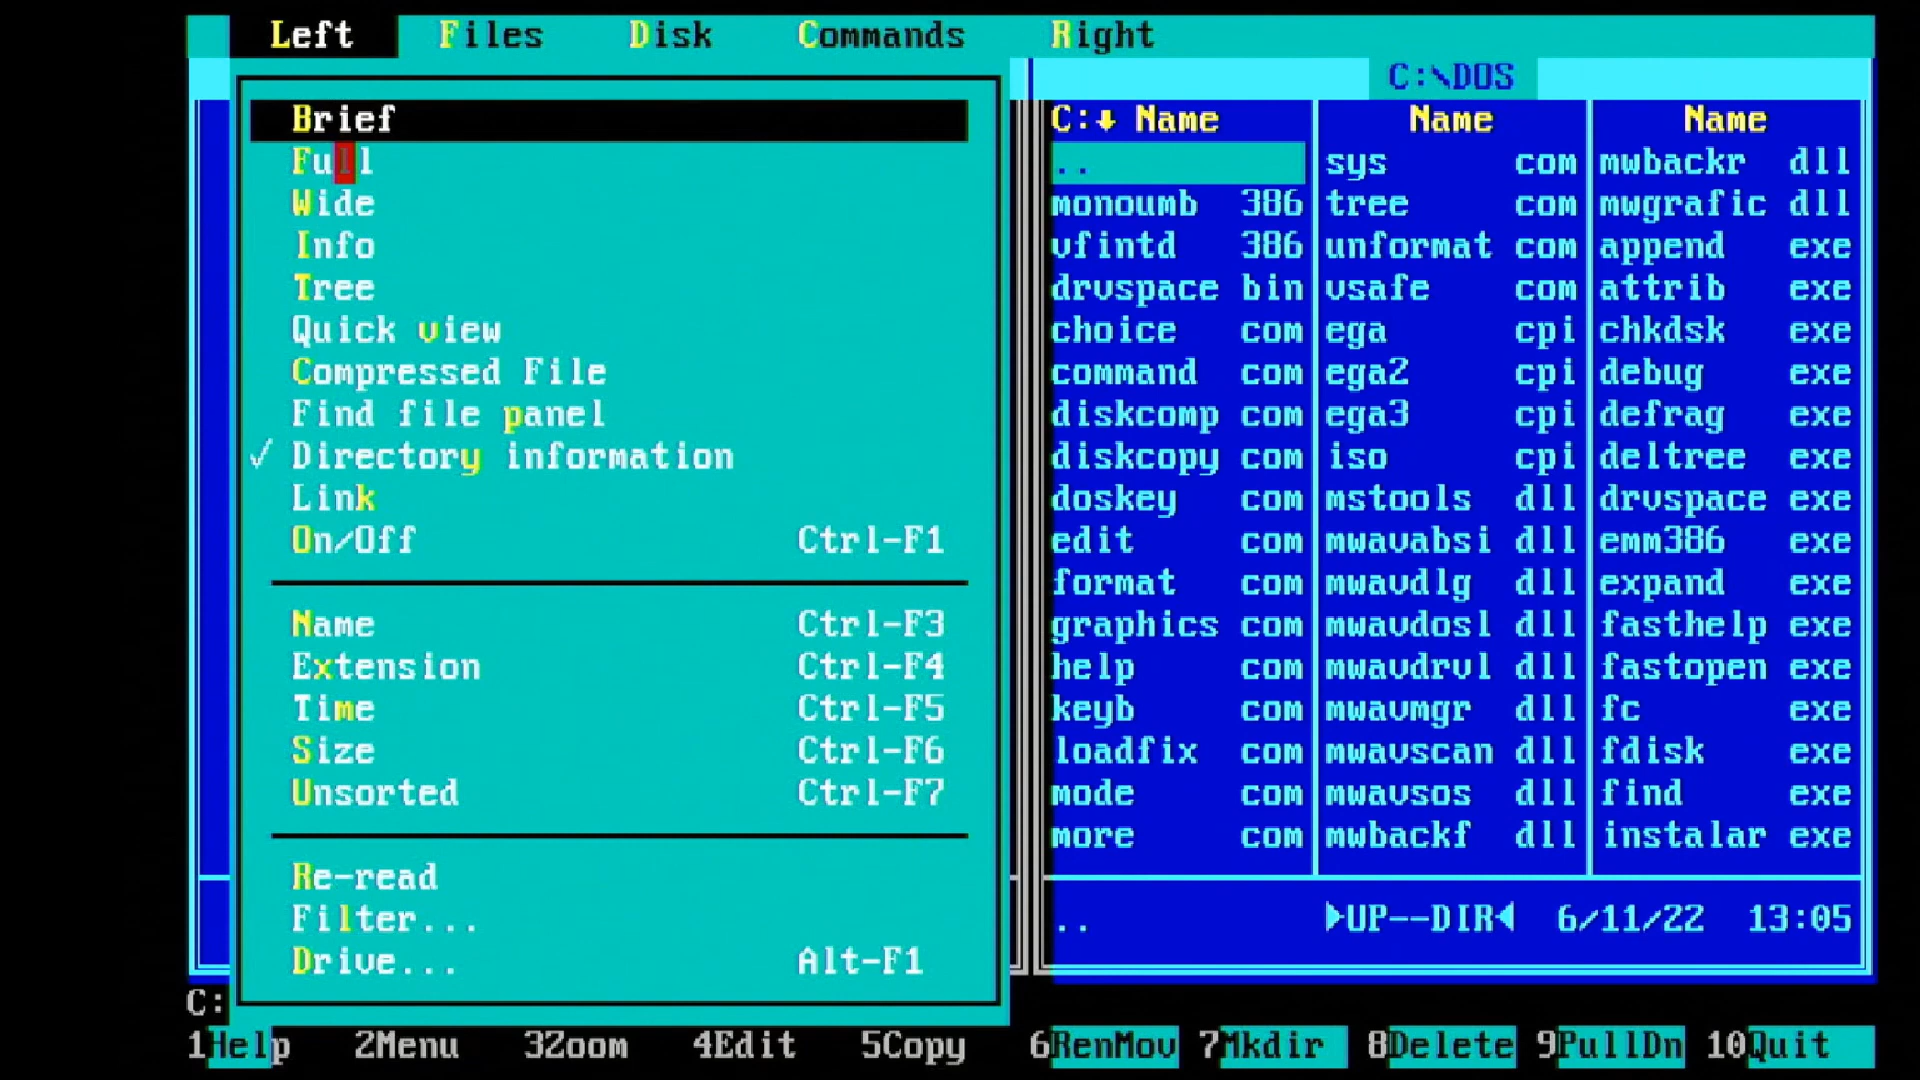 Left Files Disk Commands Right
Brief
Full
Wide
Info
Tree
Quick view
Compressed File
Find file panel
✓ Directory information
Link
On/Off Ctrl-F1
Name Ctrl-F3
Extension Ctrl-F4
Time Ctrl-F5
Size Ctrl-F6
Unsorted Ctrl-F7
Re-read
Filter...
Drive... Alt-F1
C:\DOS
C:↓ Name Name Name
.. sys com mwbackr dll
monoumb 386 tree com mwgrafic dll
vfintd 386 unformat com append exe
drvspace bin vsafe com attrib exe
choice com ega cpi chkdsk exe
command com ega2 cpi debug exe
diskcomp com ega3 cpi defrag exe
diskcopy com iso cpi deltree exe
doskey com mstools dll drvspace exe
edit com mwavabsi dll emm386 exe
format com mwavdlg dll expand exe
graphics com mwavdosl dll fasthelp exe
help com mwavdrvl dll fastopen exe
keyb com mwavmgr dll fc exe
loadfix com mwavscan dll fdisk exe
mode com mwavsos dll find exe
more com mwbackf dll instalar exe
.. ►UP--DIR◄ 6/11/22 13:05
C:
1Help 2Menu 3Zoom 4Edit 5Copy 6RenMov 7Mkdir 8Delete 9PullDn 10Quit